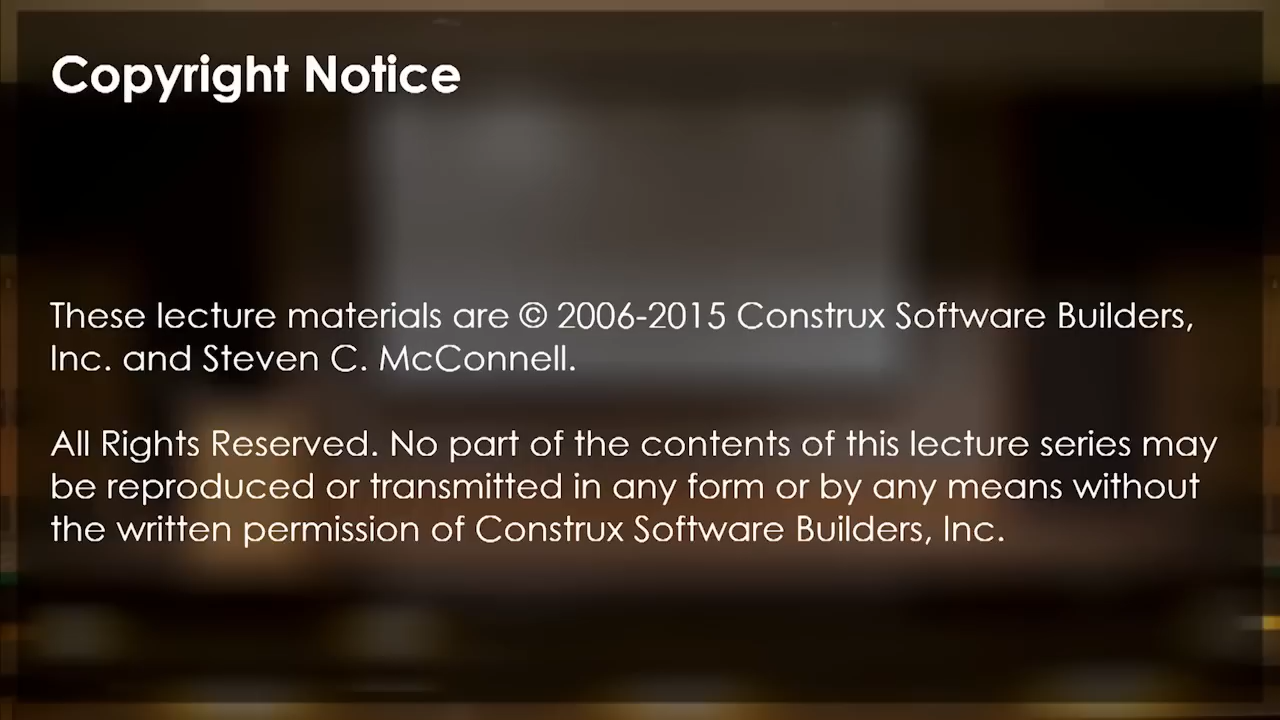 Copyright Notice
These lecture materials are © 2006-2015 Construx Software Builders,
Inc. and Steven C. McConnell.
All Rights Reserved. No part of the contents of this lecture series may
be reproduced or transmitted in any form or by any means without
the written permission of Construx Software Builders, Inc.